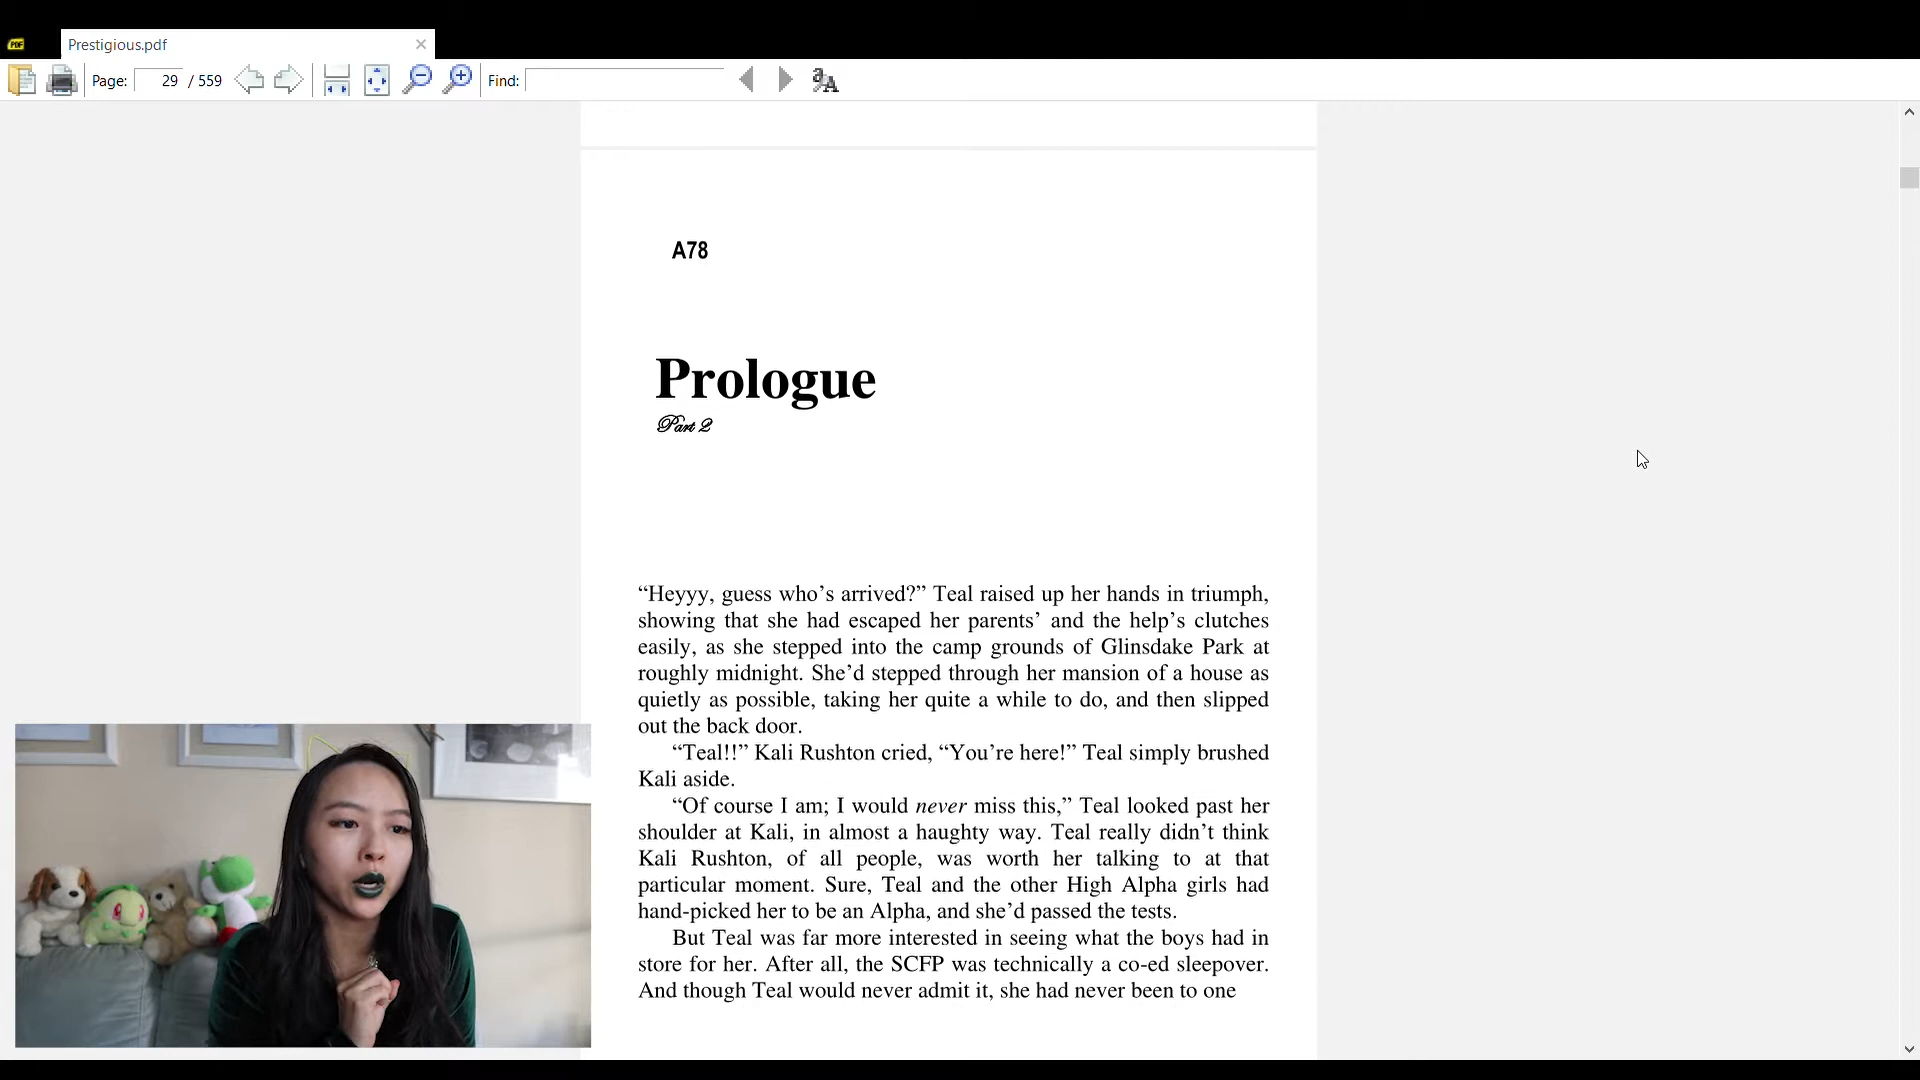 PDF
Prestigious.pdf
Page: 29 / 559
Find:
A78
Prologue
Part 2
“Heyyy, guess who’s arrived?” Teal raised up her hands in triumph,
showing that she had escaped her parents’ and the help’s clutches
easily, as she stepped into the camp grounds of Glinsdake Park at
roughly midnight. She’d stepped through her mansion of a house as
quietly as possible, taking her quite a while to do, and then slipped
out the back door.
“Teal!!” Kali Rushton cried, “You’re here!” Teal simply brushed
Kali aside.
“Of course I am; I would never miss this,” Teal looked past her
shoulder at Kali, in almost a haughty way. Teal really didn’t think
Kali Rushton, of all people, was worth her talking to at that
particular moment. Sure, Teal and the other High Alpha girls had
hand-picked her to be an Alpha, and she’d passed the tests.
But Teal was far more interested in seeing what the boys had in
store for her. After all, the SCFP was technically a co-ed sleepover.
And though Teal would never admit it, she had never been to one